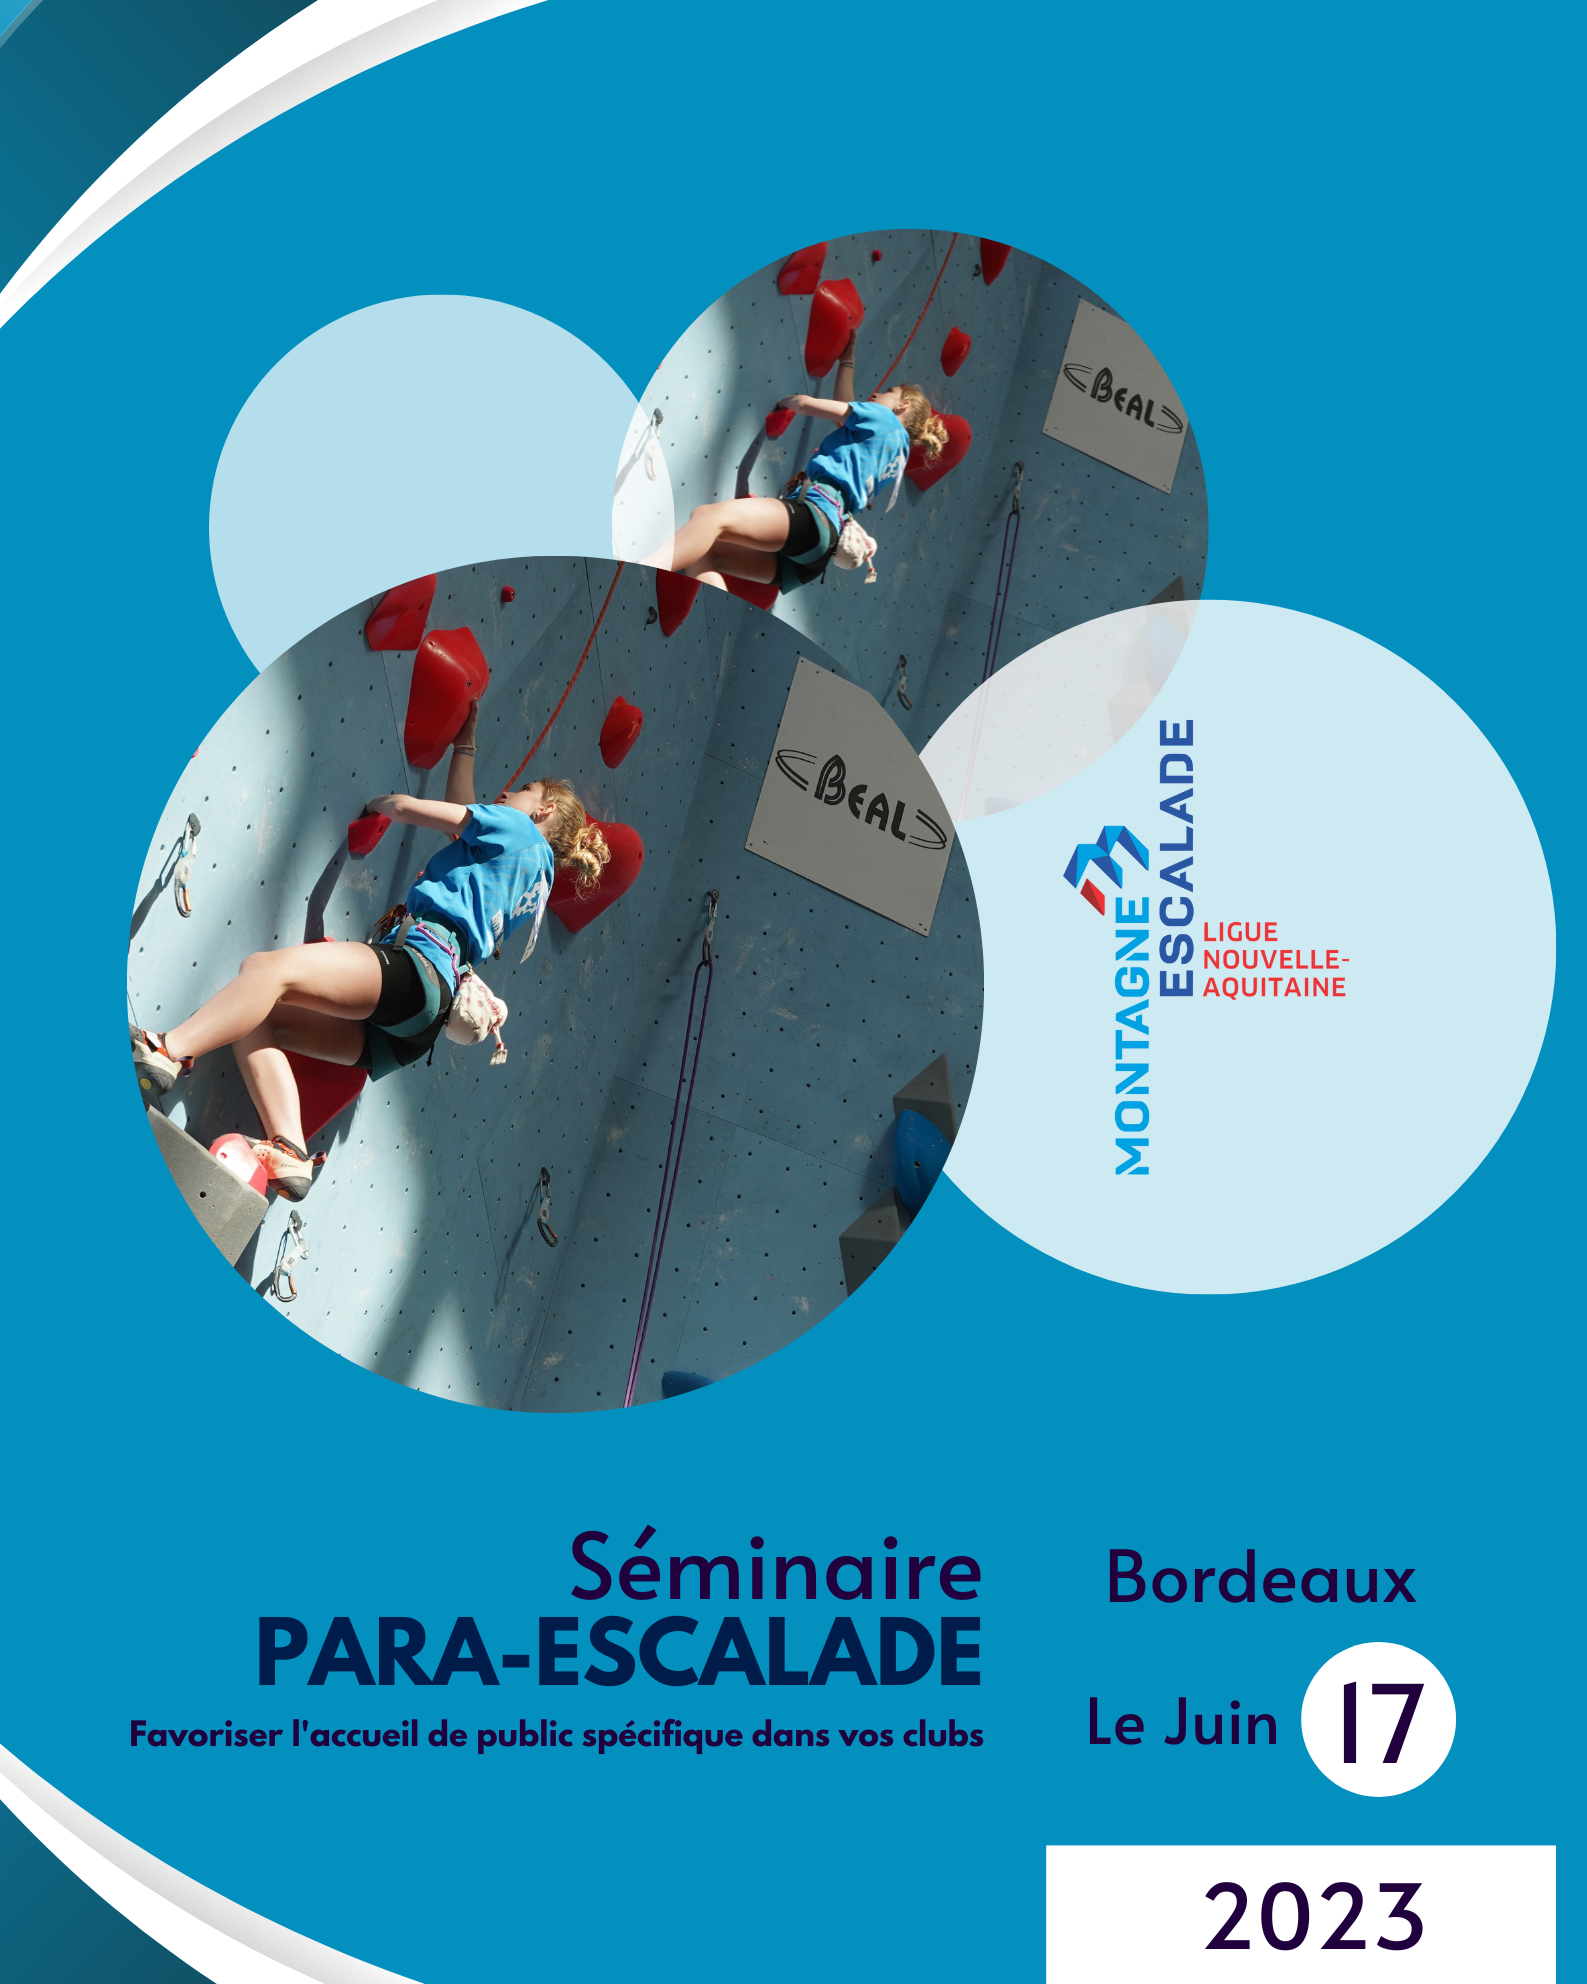 BEAL
BEAL
MONTAGNE
ESCALADE
LIGUE
NOUVELLE-
AQUITAINE
Séminaire
PARA-ESCALADE
Favoriser l'accueil de public spécifique dans vos clubs
Bordeaux
Le Juin 17
2023